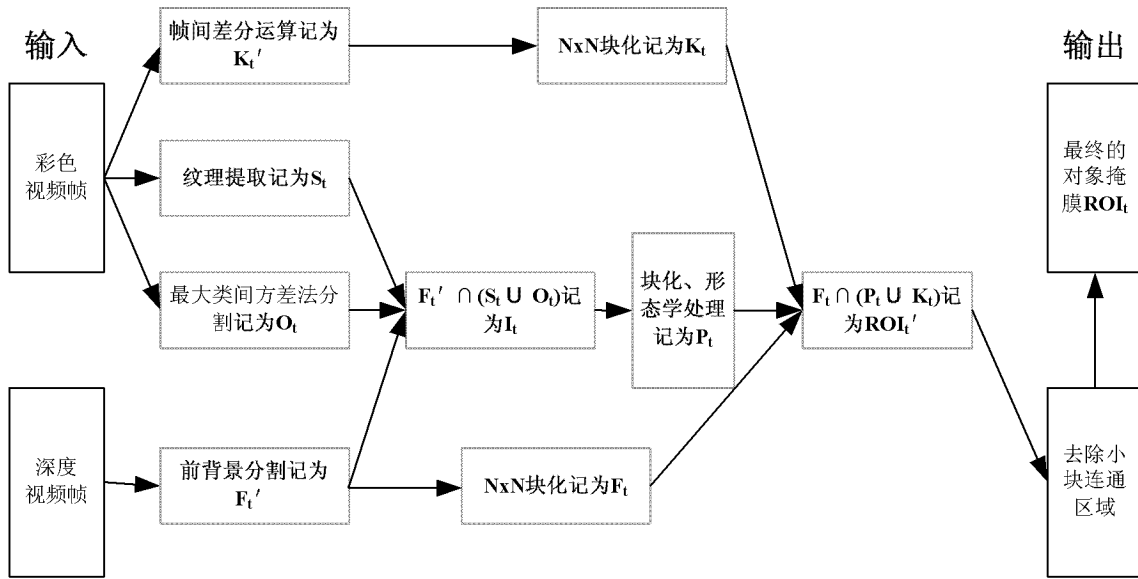 输入
输出
帧间差分运算记为
Kt′
NxN块化记为Kt
彩色
视频帧
纹理提取记为St
最大类间方差法分
割记为Ot
Ft′ ∩(St∪ Ot)记
为It
块化、形
态学处理
记为Pt
Ft∩(Pt∪ Kt)记
为ROIt′
最终的
对象掩
膜ROIt
深度
视频帧
前背景分割记为
Ft′
NxN块化记为Ft
去除小
块连通
区域